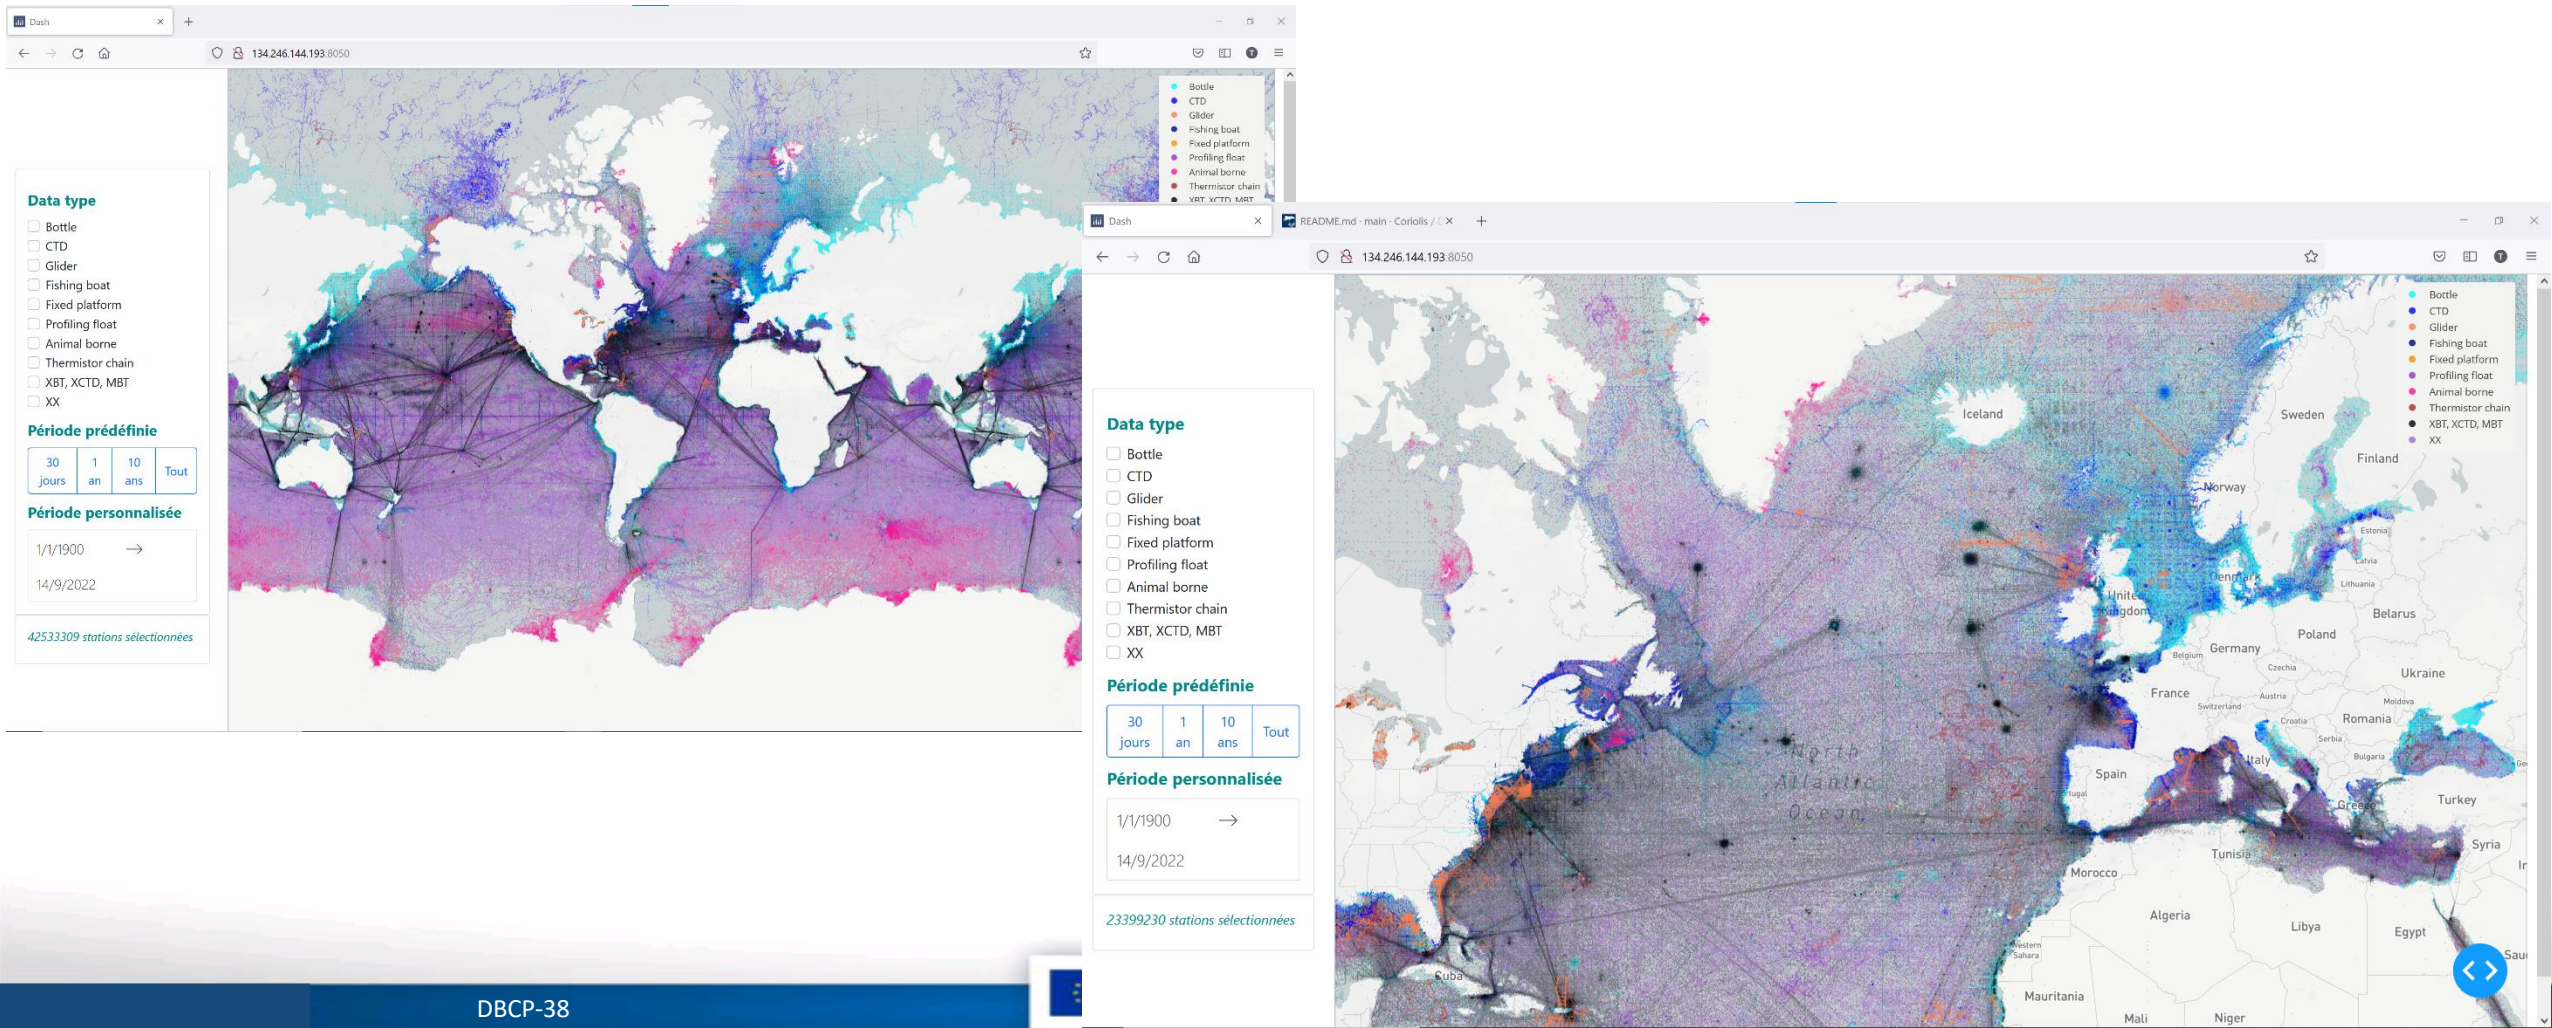 Dash
134.246.144.193:8050
Bottle
CTD
Glider
Fishing boat
Fixed platform
Profiling float
Animal borne
Thermistor chain
XBT, XCTD, MBT
Data type
Bottle
CTD
Glider
Fishing boat
Fixed platform
Profiling float
Animal borne
Thermistor chain
XBT, XCTD, MBT
XX
Période prédéfinie
30 jours
1 an
10 ans
Tout
Période personnalisée
1/1/1900 →
14/9/2022
42533309 stations sélectionnées
Dash
README.md · main · Coriolis /
134.246.144.193:8050
Data type
Bottle
CTD
Glider
Fishing boat
Fixed platform
Profiling float
Animal borne
Thermistor chain
XBT, XCTD, MBT
XX
Période prédéfinie
30 jours
1 an
10 ans
Tout
Période personnalisée
1/1/1900 →
14/9/2022
23399230 stations sélectionnées
Bottle
CTD
Glider
Fishing boat
Fixed platform
Profiling float
Animal borne
Thermistor chain
XBT, XCTD, MBT
XX
Iceland
Sweden
Finland
Norway
Estonia
Latvia
Denmark
Lithuania
United
Kingdom
Belarus
Poland
Germany
Belgium
Czechia
Ukraine
France
Austria
Switzerland
Moldova
Croatia
Romania
Serbia
North
Atlantic
Ocean
Italy
Bulgaria
Spain
Greece
Turkey
Syria
Tunisia
Morocco
Algeria
Libya
Egypt
Western
Sahara
Cuba
Mauritania
Mali
Niger
DBCP-38